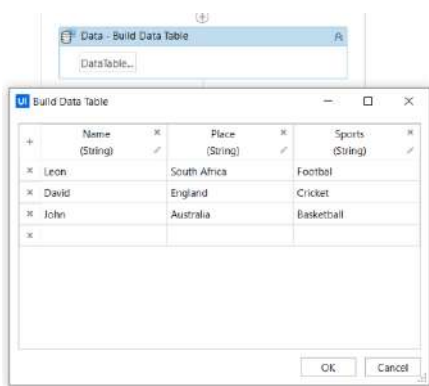 Data - Build Data Table
DataTable...
UI Build Data Table
Name Place Sports
(String) (String) (String)
Leon South Africa Footbal
David England Cricket
John Australia Basketball
OK Cancel